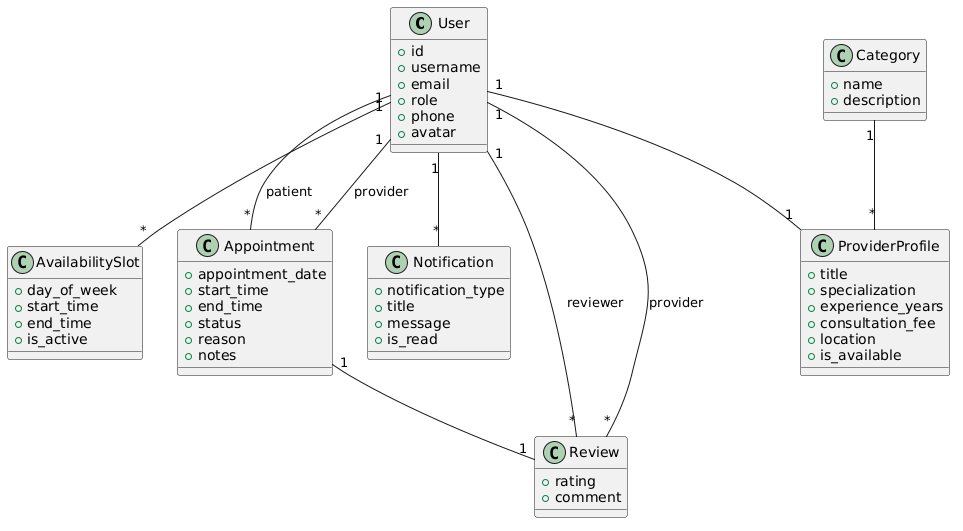 C User
+ id
+ username
+ email
+ role
+ phone
+ avatar
C Category
name
description
1
1
1
1
1
1
1
1
patient
provider
*
*
*
*
1
*
C AvailabilitySlot
day_of_week
start_time
end_time
is_active
C Appointment
appointment_date
start_time
end_time
status
reason
notes
C Notification
notification_type
title
message
is_read
reviewer
provider
C ProviderProfile
title
specialization
experience_years
consultation_fee
location
is_available
1
1
*
*
C Review
rating
comment